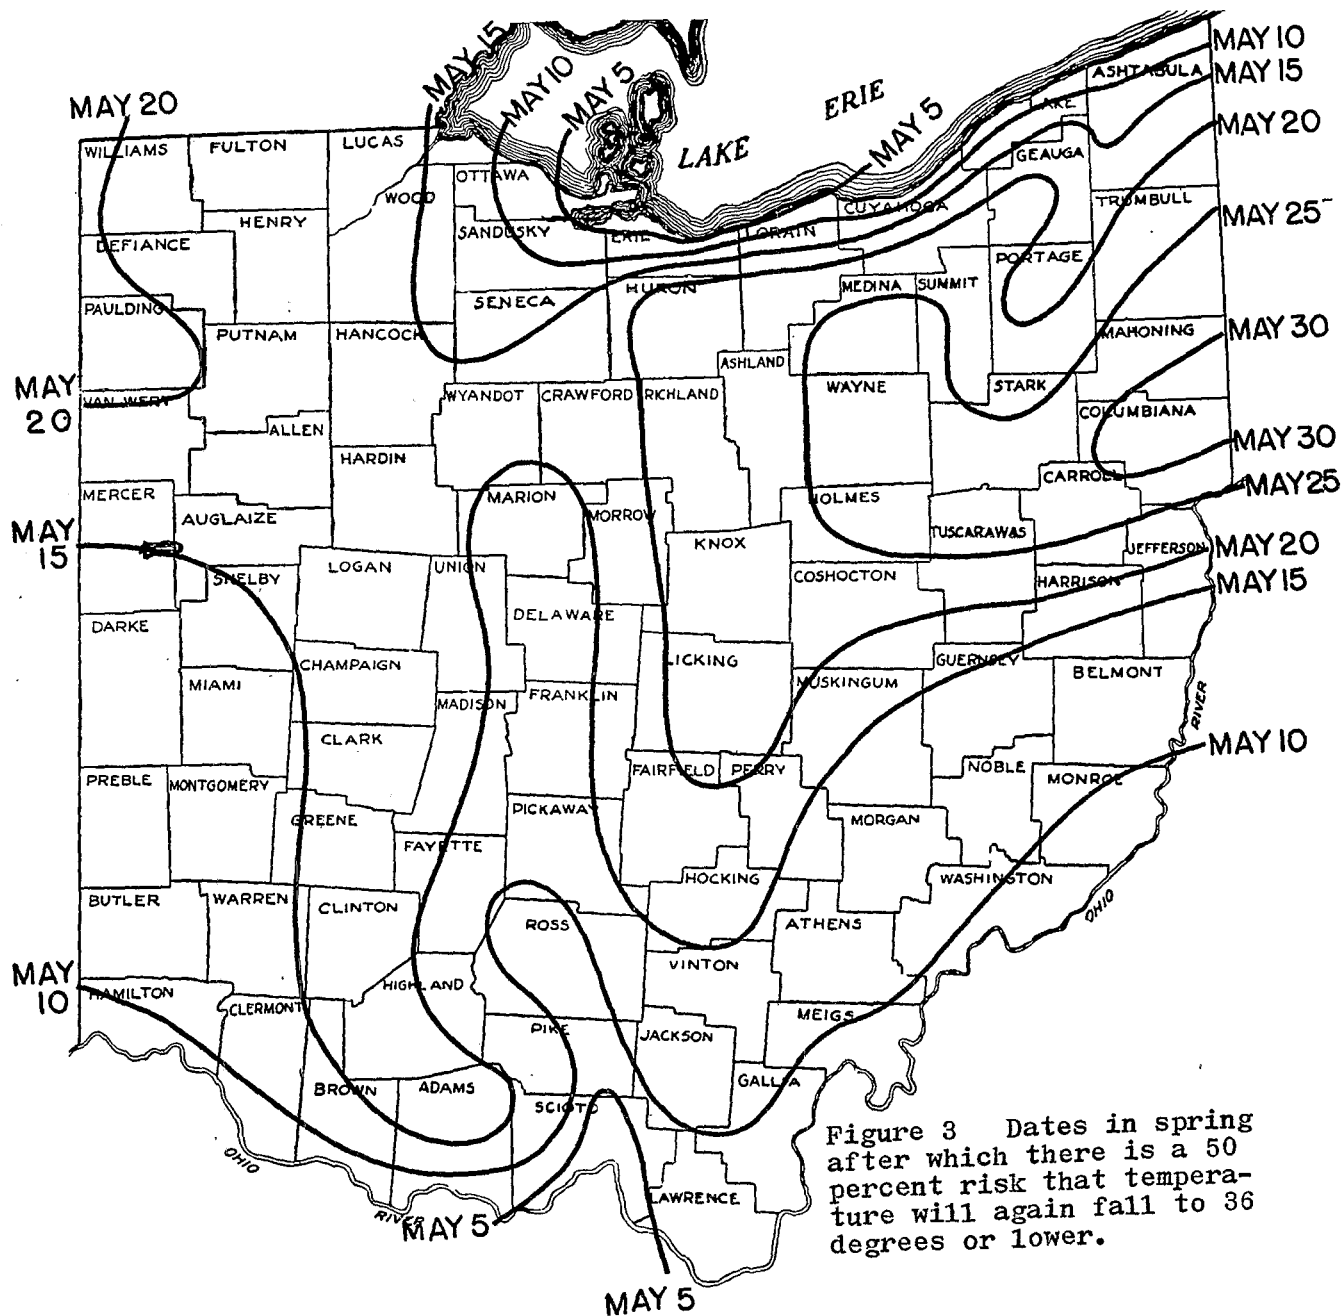 MAY 15
MAY 10
MAY 5
MAY 10
MAY 15
MAY 20
LAKE ERIE
MAY 5
ASHTABULA
LAKE
GEAUGA
MAY 20
WILLIAMS
FULTON
LUCAS
OTTAWA
WOOD
CUYAHOGA
TRUMBULL
MAY 25
HENRY
SANDUSKY
ERIE
LORAIN
DEFIANCE
PORTAGE
PAULDING
SENECA
HURON
MEDINA
SUMMIT
PUTNAM
HANCOCK
MAHONING
MAY 30
ASHLAND
MAY
20
VAN WERT
WYANDOT
CRAWFORD
RICHLAND
WAYNE
STARK
COLUMBIANA
ALLEN
MAY 30
HARDIN
CARROLL
MAY 25
MERCER
MARION
HOLMES
AUGLAIZE
MORROW
TUSCARAWAS
MAY
15
KNOX
JEFFERSON
MAY 20
LOGAN
UNION
SHELBY
COSHOCTON
HARRISON
MAY 15
DARKE
DELAWARE
CHAMPAIGN
LICKING
GUERNSEY
BELMONT
MIAMI
FRANKLIN
MUSKINGUM
MADISON
RIVER
CLARK
MAY 10
PREBLE
MONTGOMERY
FAIRFIELD
PERRY
NOBLE
MONROE
PICKAWAY
GREENE
MORGAN
FAYETTE
HOCKING
WASHINGTON
BUTLER
WARREN
CLINTON
ROSS
ATHENS
OHIO
VINTON
MAY
10
HAMILTON
HIGHLAND
CLERMONT
PIKE
JACKSON
MEIGS
BROWN
ADAMS
SCIOTO
GALLIA
OHIO
RIVER
LAWRENCE
MAY 5
MAY 5
Figure 3 Dates in spring
after which there is a 50
percent risk that tempera-
ture will again fall to 36
degrees or lower.